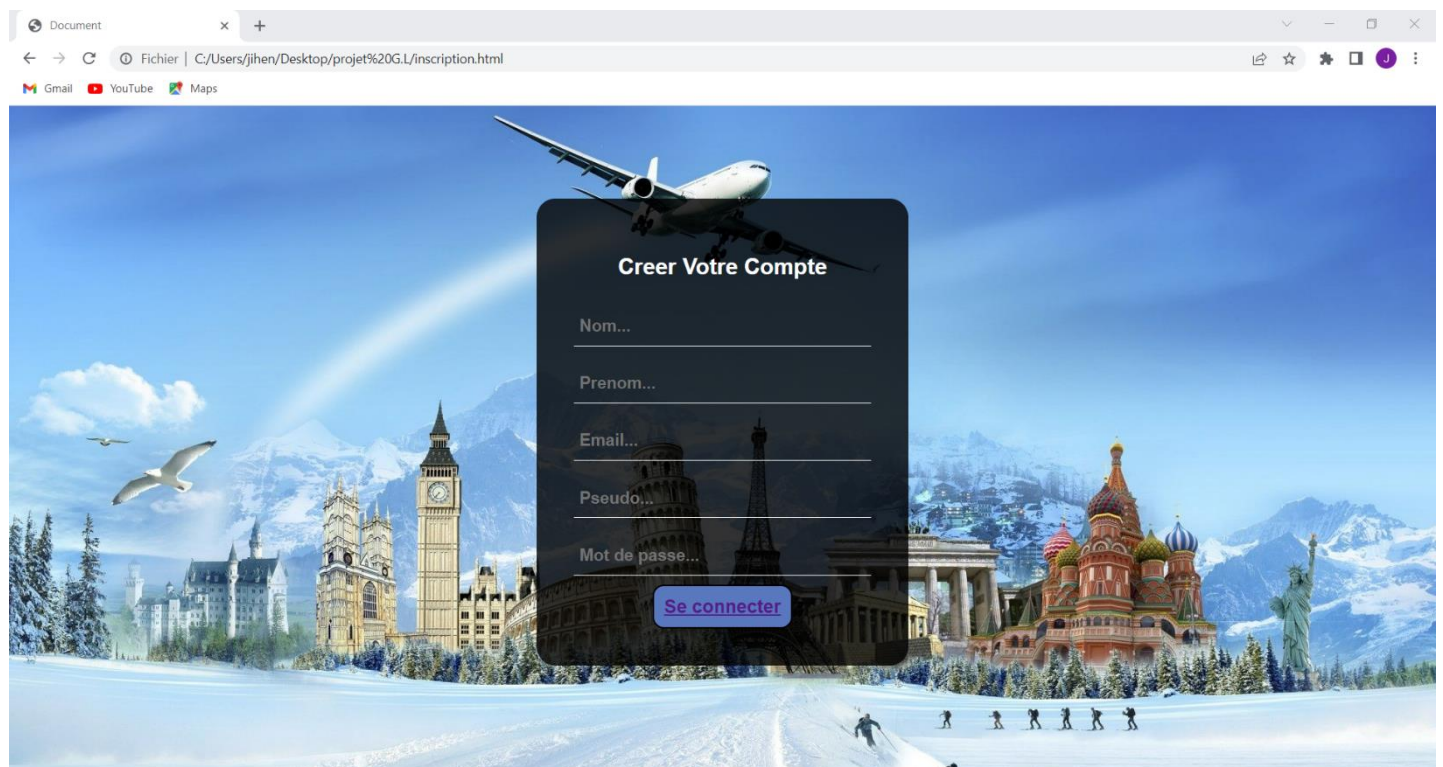 Document
Fichier | C:/Users/jihen/Desktop/projet%20G.L/inscription.html
J
Gmail YouTube Maps
Creer Votre Compte
Nom...
Prenom...
Email...
Pseudo...
Mot de passe...
Se connecter